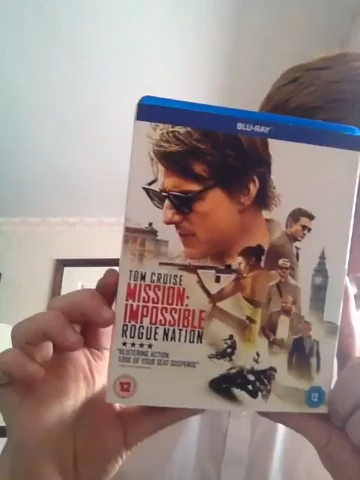 BLU-RAY
TOM CRUISE
MISSION:
IMPOSSIBLE
ROGUE NATION
★★★★
"BLISTERING ACTION,
EDGE OF YOUR SEAT SUSPENSE"
12
12